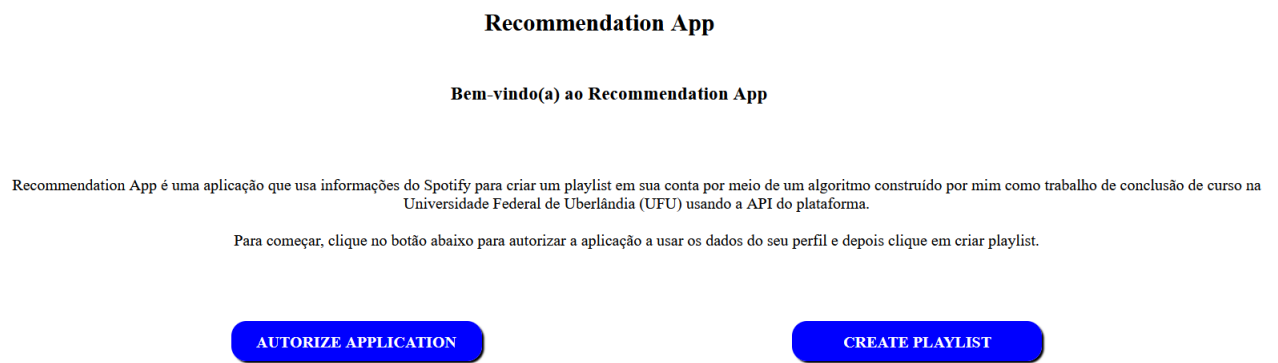 Recommendation App
Bem-vindo(a) ao Recommendation App
Recommendation App é uma aplicação que usa informações do Spotify para criar um playlist em sua conta por meio de um algoritmo construído por mim como trabalho de conclusão de curso na
Universidade Federal de Uberlândia (UFU) usando a API do plataforma.
Para começar, clique no botão abaixo para autorizar a aplicação a usar os dados do seu perfil e depois clique em criar playlist.
AUTORIZE APPLICATION
CREATE PLAYLIST